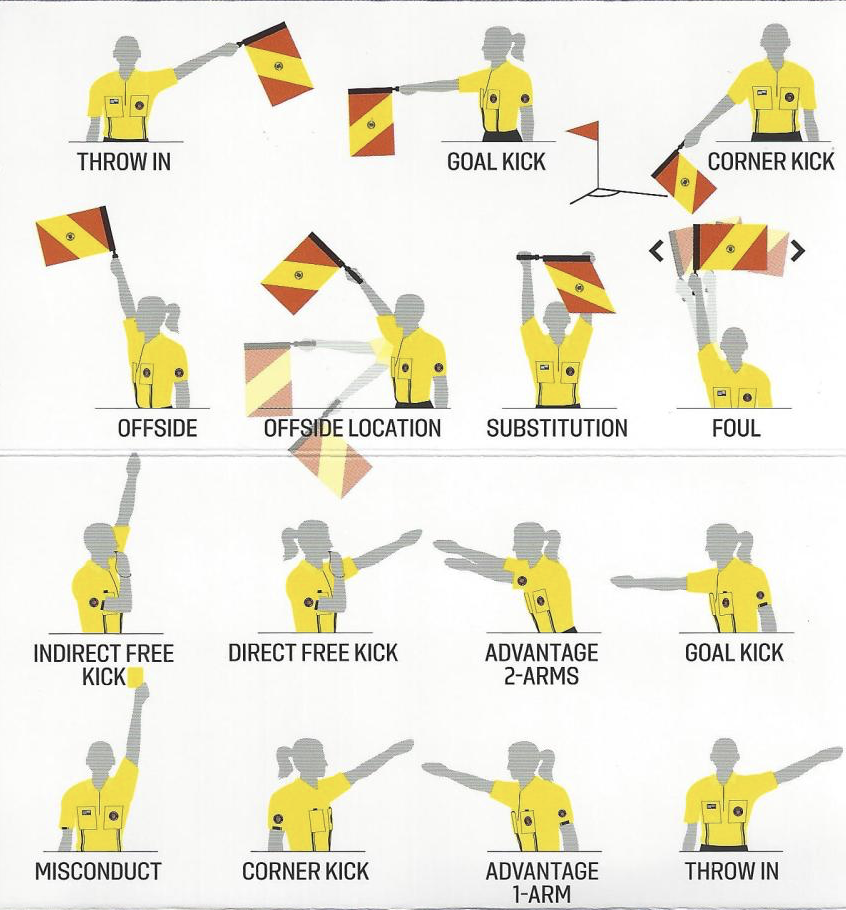 THROW IN
GOAL KICK
CORNER KICK
OFFSIDE
OFFSIDE LOCATION
SUBSTITUTION
FOUL
INDIRECT FREE
KICK
DIRECT FREE KICK
ADVANTAGE
2-ARMS
GOAL KICK
MISCONDUCT
CORNER KICK
ADVANTAGE
1-ARM
THROW IN